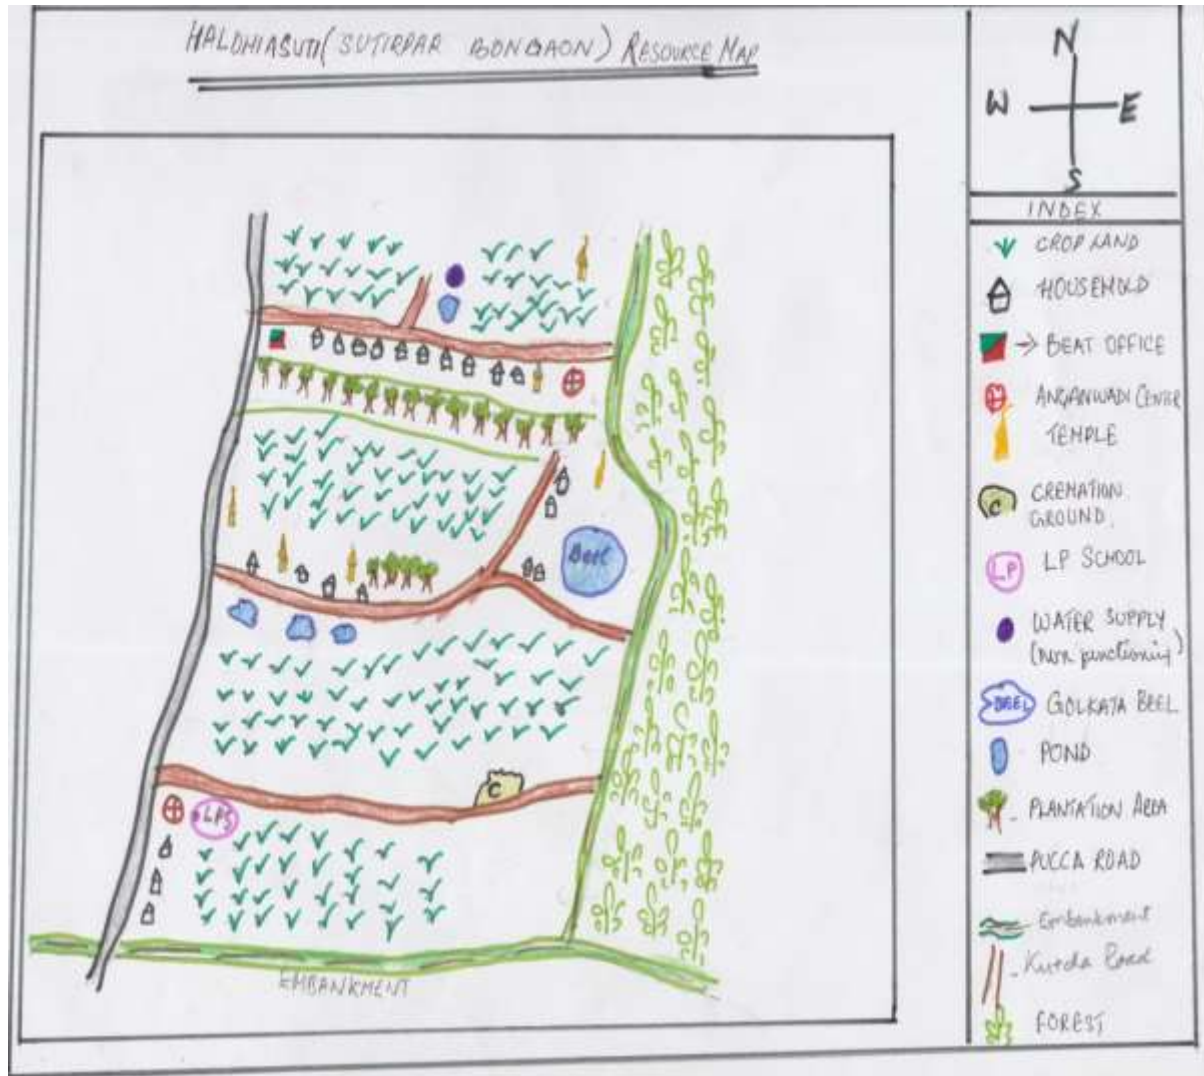 HALDHIASUTI (SUTIRPAR BONGAON) RESOURCE MAP
N
W E
S
INDEX
CROP LAND
HOUSEHOLD
→ BEAT OFFICE
ANGANWADI CENTER
TEMPLE
C CREMATION
GROUND.
LP LP SCHOOL
WATER SUPPLY
(non functioning)
BEEL GOLKATA BEEL
POND
PLANTATION AREA
PUCCA ROAD
Embankment
Kutcha Road
FOREST
Beel
C
LPS
EMBANKMENT